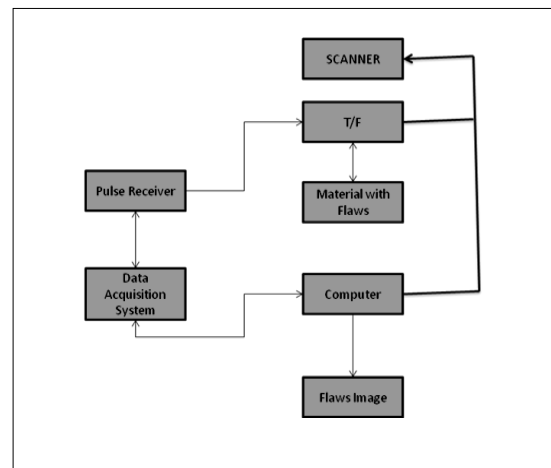 SCANNER
T/F
Pulse Receiver
Material with
Flaws
Data
Acquisition
System
Computer
Flaws Image